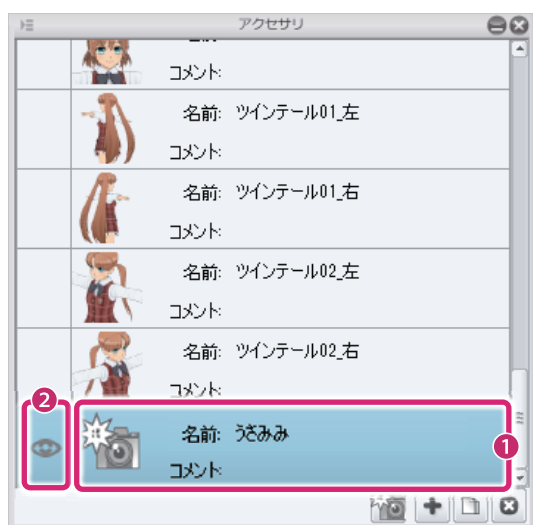 アクセサリ
コメント:
名前: ツインテール01_左
コメント:
名前: ツインテール01_右
コメント:
名前: ツインテール02_左
コメント:
名前: ツインテール02_右
コメント:
2
名前: うさみみ
1
コメント: